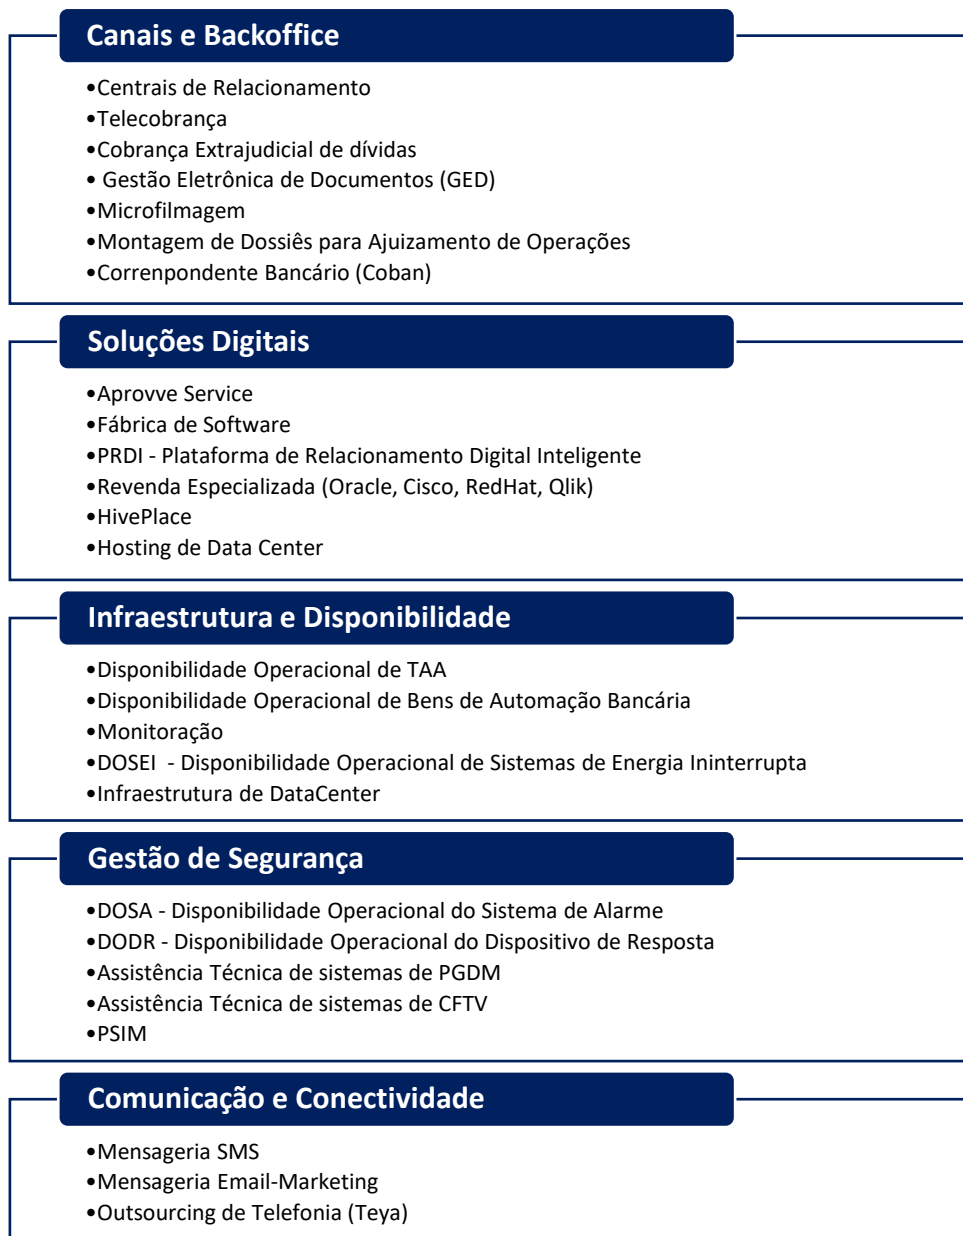 Canais e Backoffice
•Centrais de Relacionamento
•Telecobrança
•Cobrança Extrajudicial de dívidas
• Gestão Eletrônica de Documentos (GED)
•Microfilmagem
•Montagem de Dossiês para Ajuizamento de Operações
•Correnpondente Bancário (Coban)
Soluções Digitais
•Aprovve Service
•Fábrica de Software
•PRDI - Plataforma de Relacionamento Digital Inteligente
•Revenda Especializada (Oracle, Cisco, RedHat, Qlik)
•HivePlace
•Hosting de Data Center
Infraestrutura e Disponibilidade
•Disponibilidade Operacional de TAA
•Disponibilidade Operacional de Bens de Automação Bancária
•Monitoração
•DOSEI  - Disponibilidade Operacional de Sistemas de Energia Ininterrupta
•Infraestrutura de DataCenter
Gestão de Segurança
•DOSA - Disponibilidade Operacional do Sistema de Alarme
•DODR - Disponibilidade Operacional do Dispositivo de Resposta
•Assistência Técnica de sistemas de PGDM
•Assistência Técnica de sistemas de CFTV
•PSIM
Comunicação e Conectividade
•Mensageria SMS
•Mensageria Email-Marketing
•Outsourcing de Telefonia (Teya)